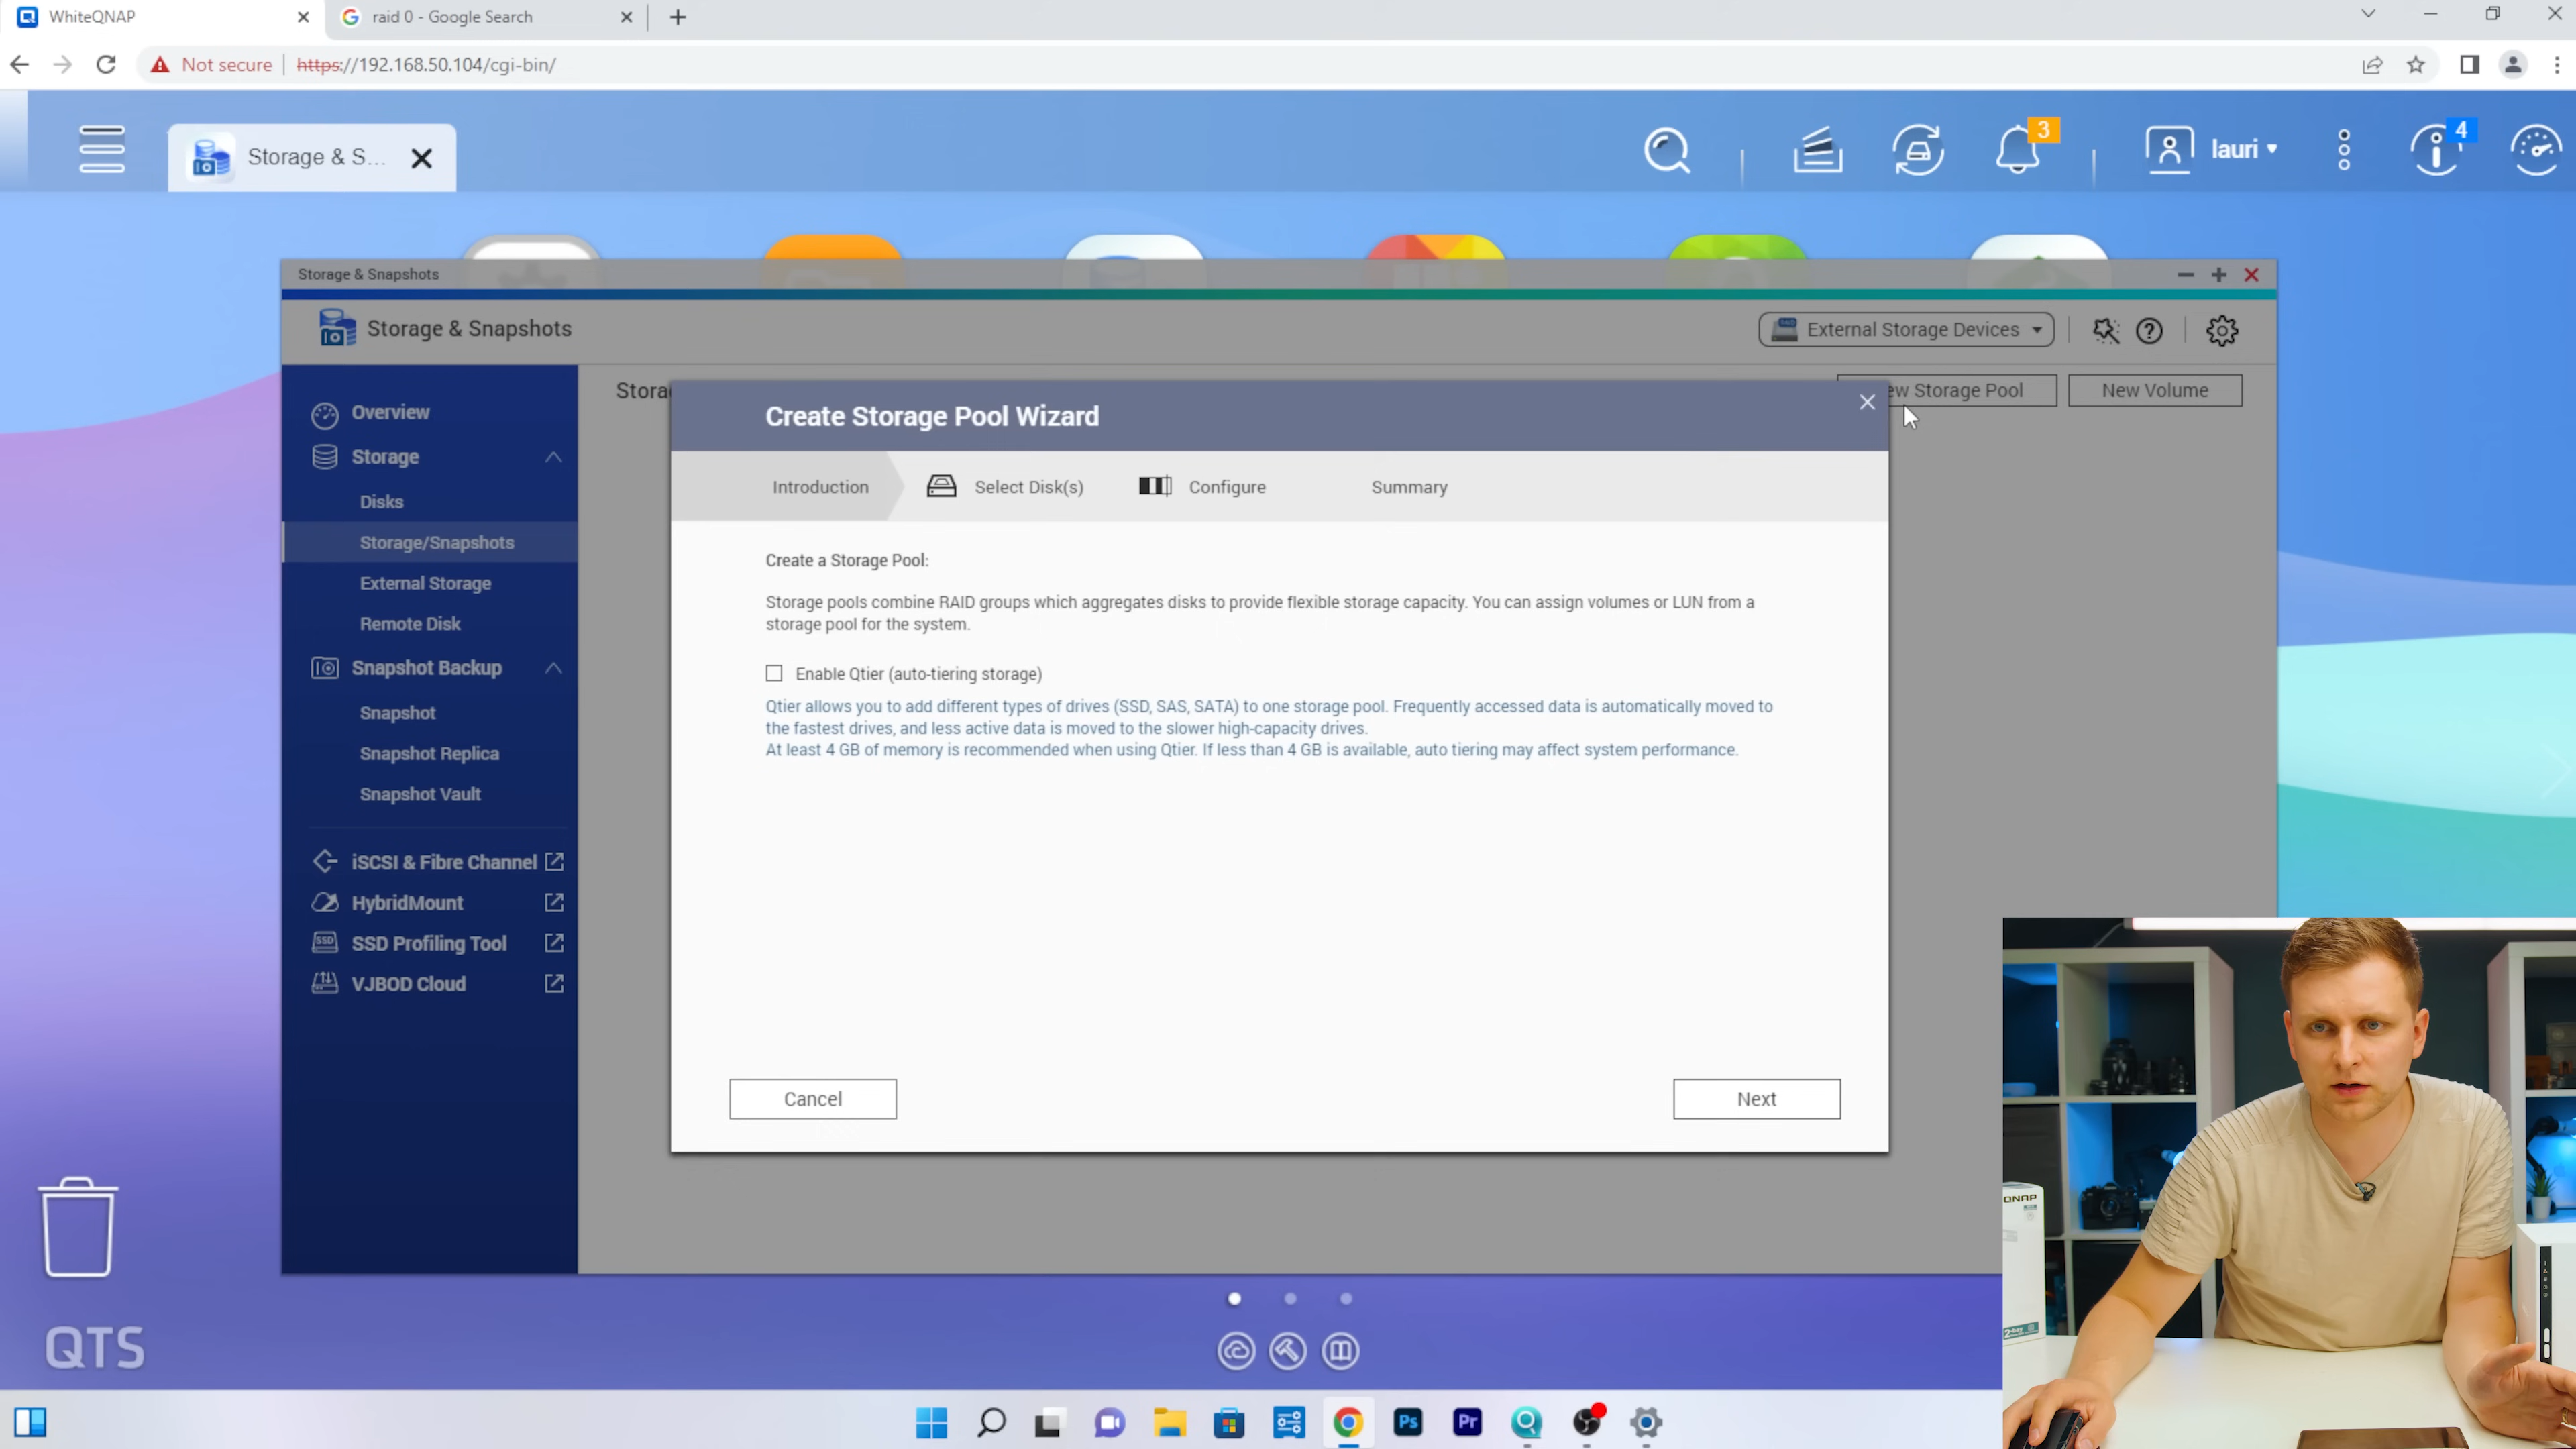 WhiteQNAP
raid 0 - Google Search
Not secure
https://192.168.50.104/cgi-bin/
Storage & S...
3
lauri
4
Storage & Snapshots
Storage & Snapshots
External Storage Devices
Overview
Storage
Disks
Storage/Snapshots
External Storage
Remote Disk
Snapshot Backup
Snapshot
Snapshot Replica
Snapshot Vault
iSCSI & Fibre Channel
HybridMount
SSD Profiling Tool
VJBOD Cloud
Stora
ew Storage Pool
New Volume
Create Storage Pool Wizard
Introduction
Select Disk(s)
Configure
Summary
Create a Storage Pool:
Storage pools combine RAID groups which aggregates disks to provide flexible storage capacity. You can assign volumes or LUN from a
storage pool for the system.
Enable Qtier (auto-tiering storage)
Qtier allows you to add different types of drives (SSD, SAS, SATA) to one storage pool. Frequently accessed data is automatically moved to
the fastest drives, and less active data is moved to the slower high-capacity drives.
At least 4 GB of memory is recommended when using Qtier. If less than 4 GB is available, auto tiering may affect system performance.
Cancel
Next
QTS
Ps
Pr
QNAP
2-bay